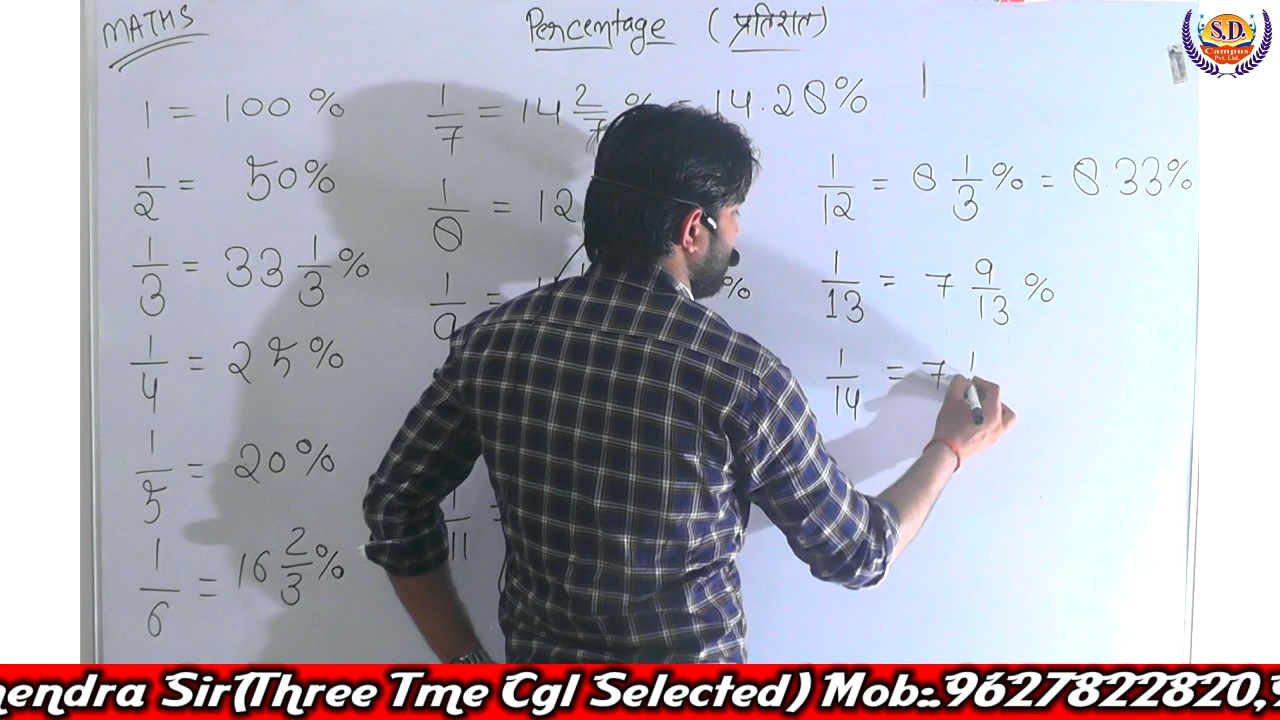 MATHS
Percentage (प्रतिशत)
S.D.
Campus
Pvt. Ltd.
1 = 100 %
1/2 = 50%
1/3 = 33 1/3 %
1/4 = 25%
1/5 = 20%
1/6 = 16 2/3 %
1/7 = 14 2/7 % = 14.28%
1/8 = 12
1/9 =
%
1/11 =
1
1/12 = 8 1/3 % = 8.33%
1/13 = 7 9/13 %
1/14 = 7 1
hendra Sir(Three Tme Cgl Selected) Mob:.9627822820,